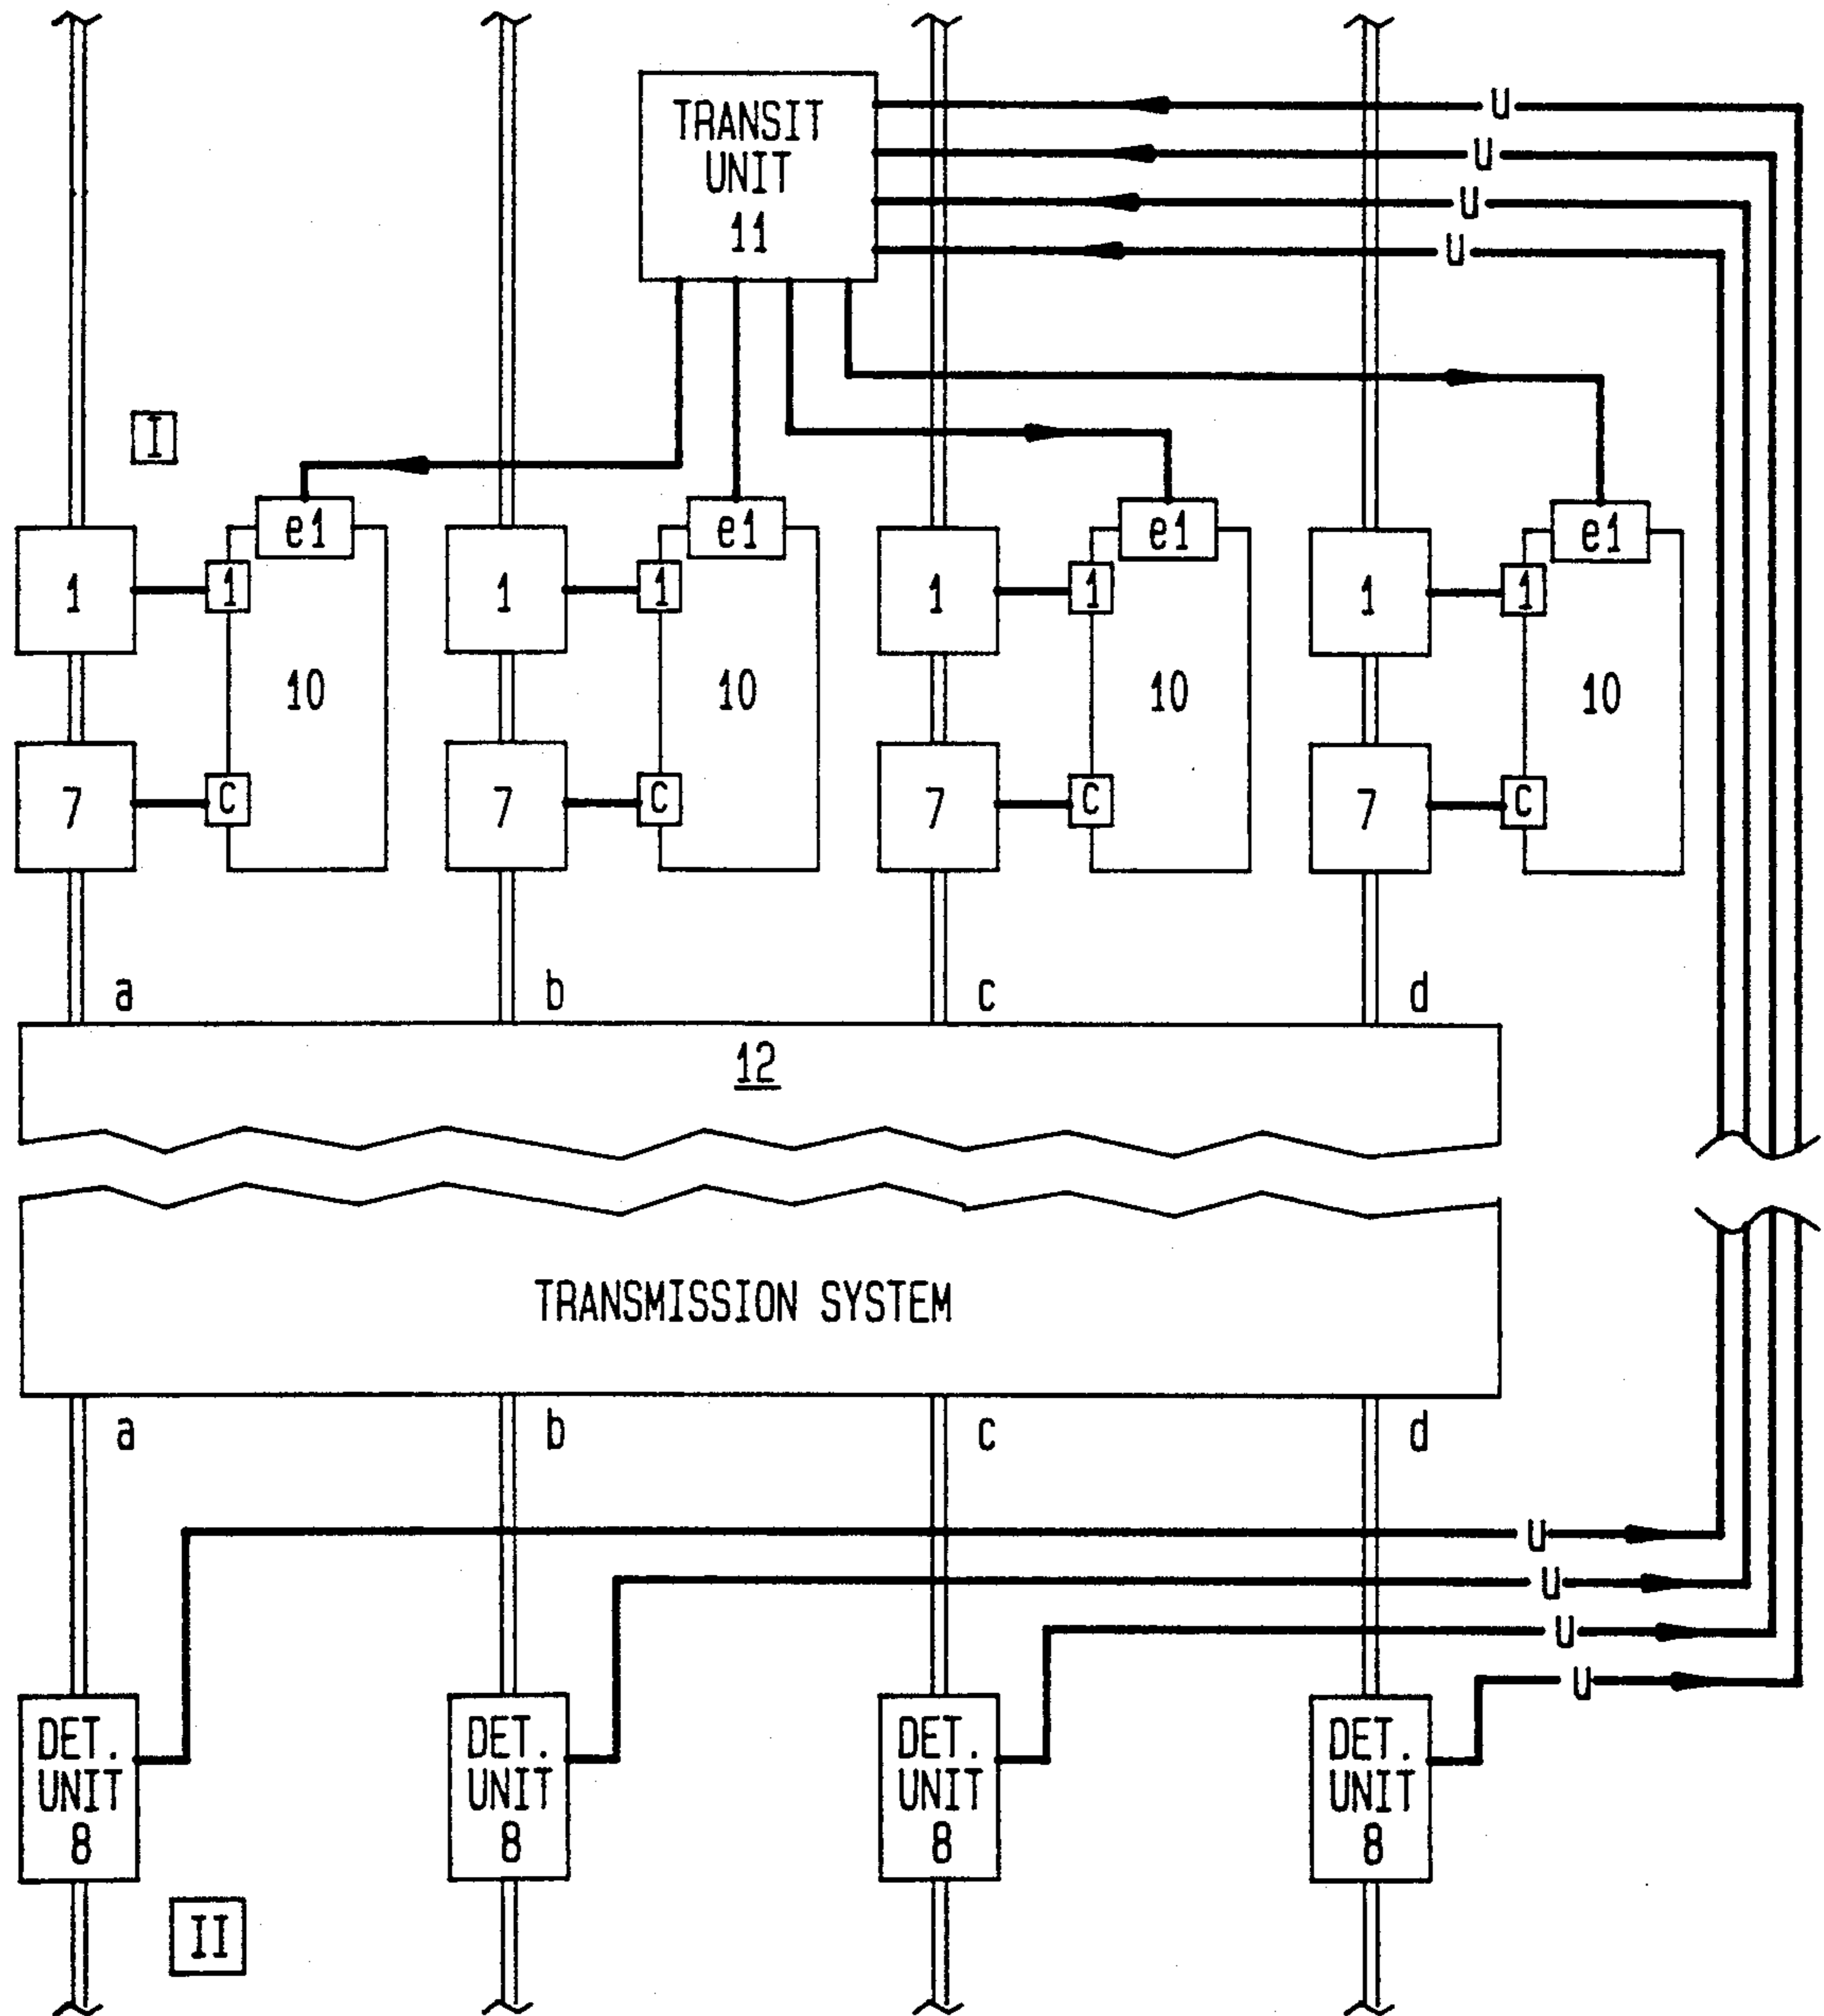 TRANSIT
UNIT
11
U
U
U
U
I
e1
e1
e1
e1
1
1
1
1
1
1
1
1
10
10
10
10
7
C
7
C
7
C
7
C
a
b
c
d
12
TRANSMISSION SYSTEM
a
b
c
d
U
U
U
U
DET.
UNIT
8
DET.
UNIT
8
DET.
UNIT
8
DET.
UNIT
8
II